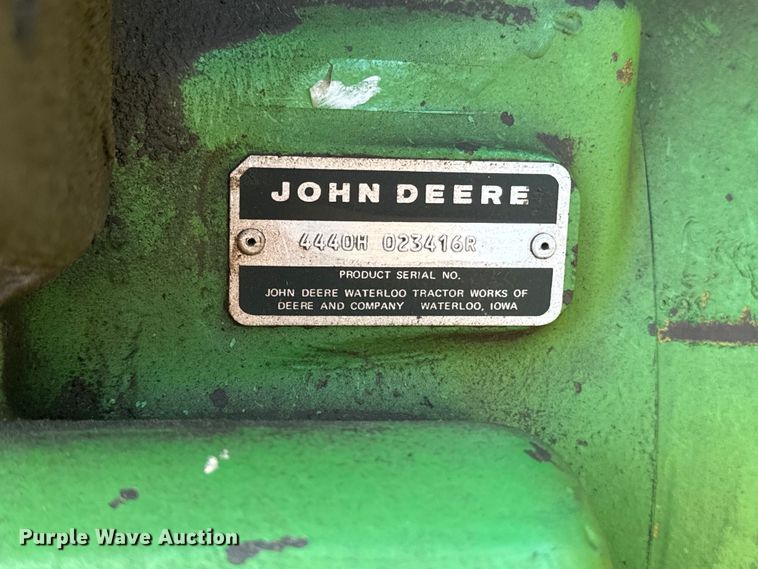 JOHN DEERE
4440H 023416R
PRODUCT SERIAL NO.
JOHN DEERE WATERLOO TRACTOR WORKS OF
DEERE AND COMPANY WATERLOO, IOWA
Purple Wave Auction